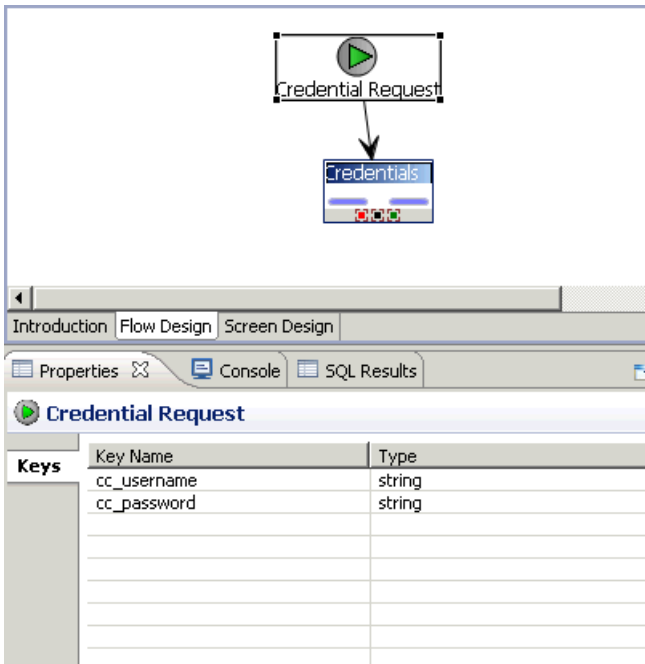 Credential Request
Credentials
Introduction Flow Design Screen Design
Properties Console SQL Results
Credential Request
Keys
Key Name Type
cc_username string
cc_password string